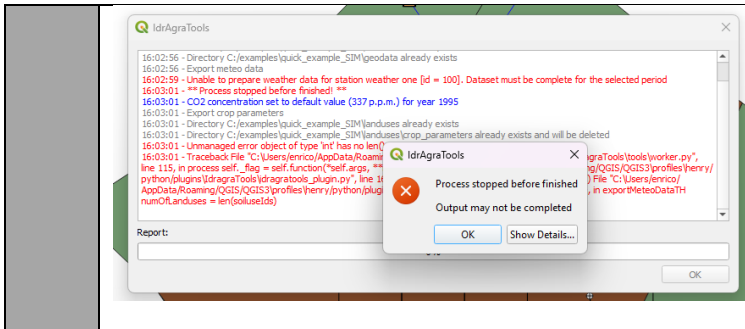 IdrAgraTools
16:02:56 - Directory C:/examples\quick_example_SIM\geodata already exists
16:02:56 - Export meteo data
16:02:59 - Unable to prepare weather data for station weather one [id = 100]. Dataset must be complete for the selected period
16:03:01 - ** Process stopped before finished! **
16:03:01 - CO2 concentration set to default value (337 p.p.m.) for year 1995
16:03:01 - Export crop parameters
16:03:01 - Directory C:/examples\quick_example_SIM\landuses already exists
16:03:01 - Directory C:/examples\quick_example_SIM\landuses\crop_parameters already exists and will be deleted
16:03:01 - Unmanaged error object of type 'int' has no len()
16:03:01 - Traceback File "C:\Users/enrico/AppData/Roami
ols\tools\worker.py",
line 115, in process self._flag = self.function(*self.args, **
ing/QGIS/QGIS3\profiles/henry/
python/plugins\IdragraTools\idragratools_plugin.py", line 1
) File "C:\Users/enrico/
AppData/Roaming/QGIS/QGIS3\profiles/henry/python/plugi
, in exportMeteoDataTH
numOfLanduses = len(soiluseIds)
IdrAgraTools
Process stopped before finished
Output may not be completed
OK
Show Details...
Report:
OK